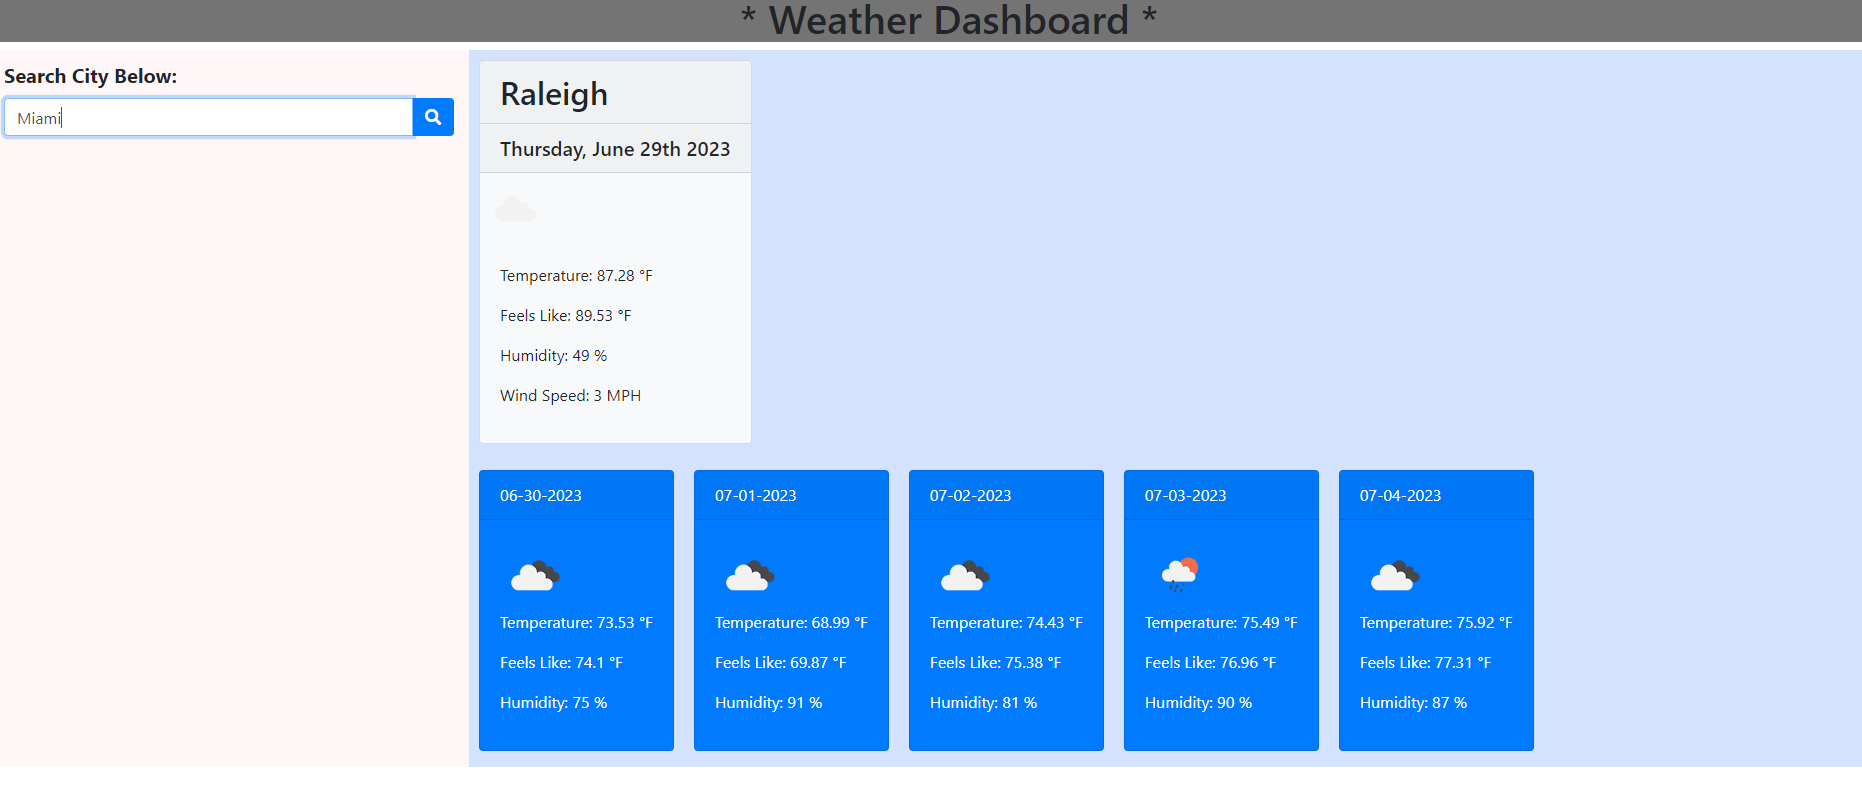 * Weather Dashboard *
Search City Below:
Miami
Raleigh
Thursday, June 29th 2023
Temperature: 87.28 °F
Feels Like: 89.53 °F
Humidity: 49 %
Wind Speed: 3 MPH
06-30-2023
Temperature: 73.53 °F
Feels Like: 74.1 °F
Humidity: 75 %
07-01-2023
Temperature: 68.99 °F
Feels Like: 69.87 °F
Humidity: 91 %
07-02-2023
Temperature: 74.43 °F
Feels Like: 75.38 °F
Humidity: 81 %
07-03-2023
Temperature: 75.49 °F
Feels Like: 76.96 °F
Humidity: 90 %
07-04-2023
Temperature: 75.92 °F
Feels Like: 77.31 °F
Humidity: 87 %